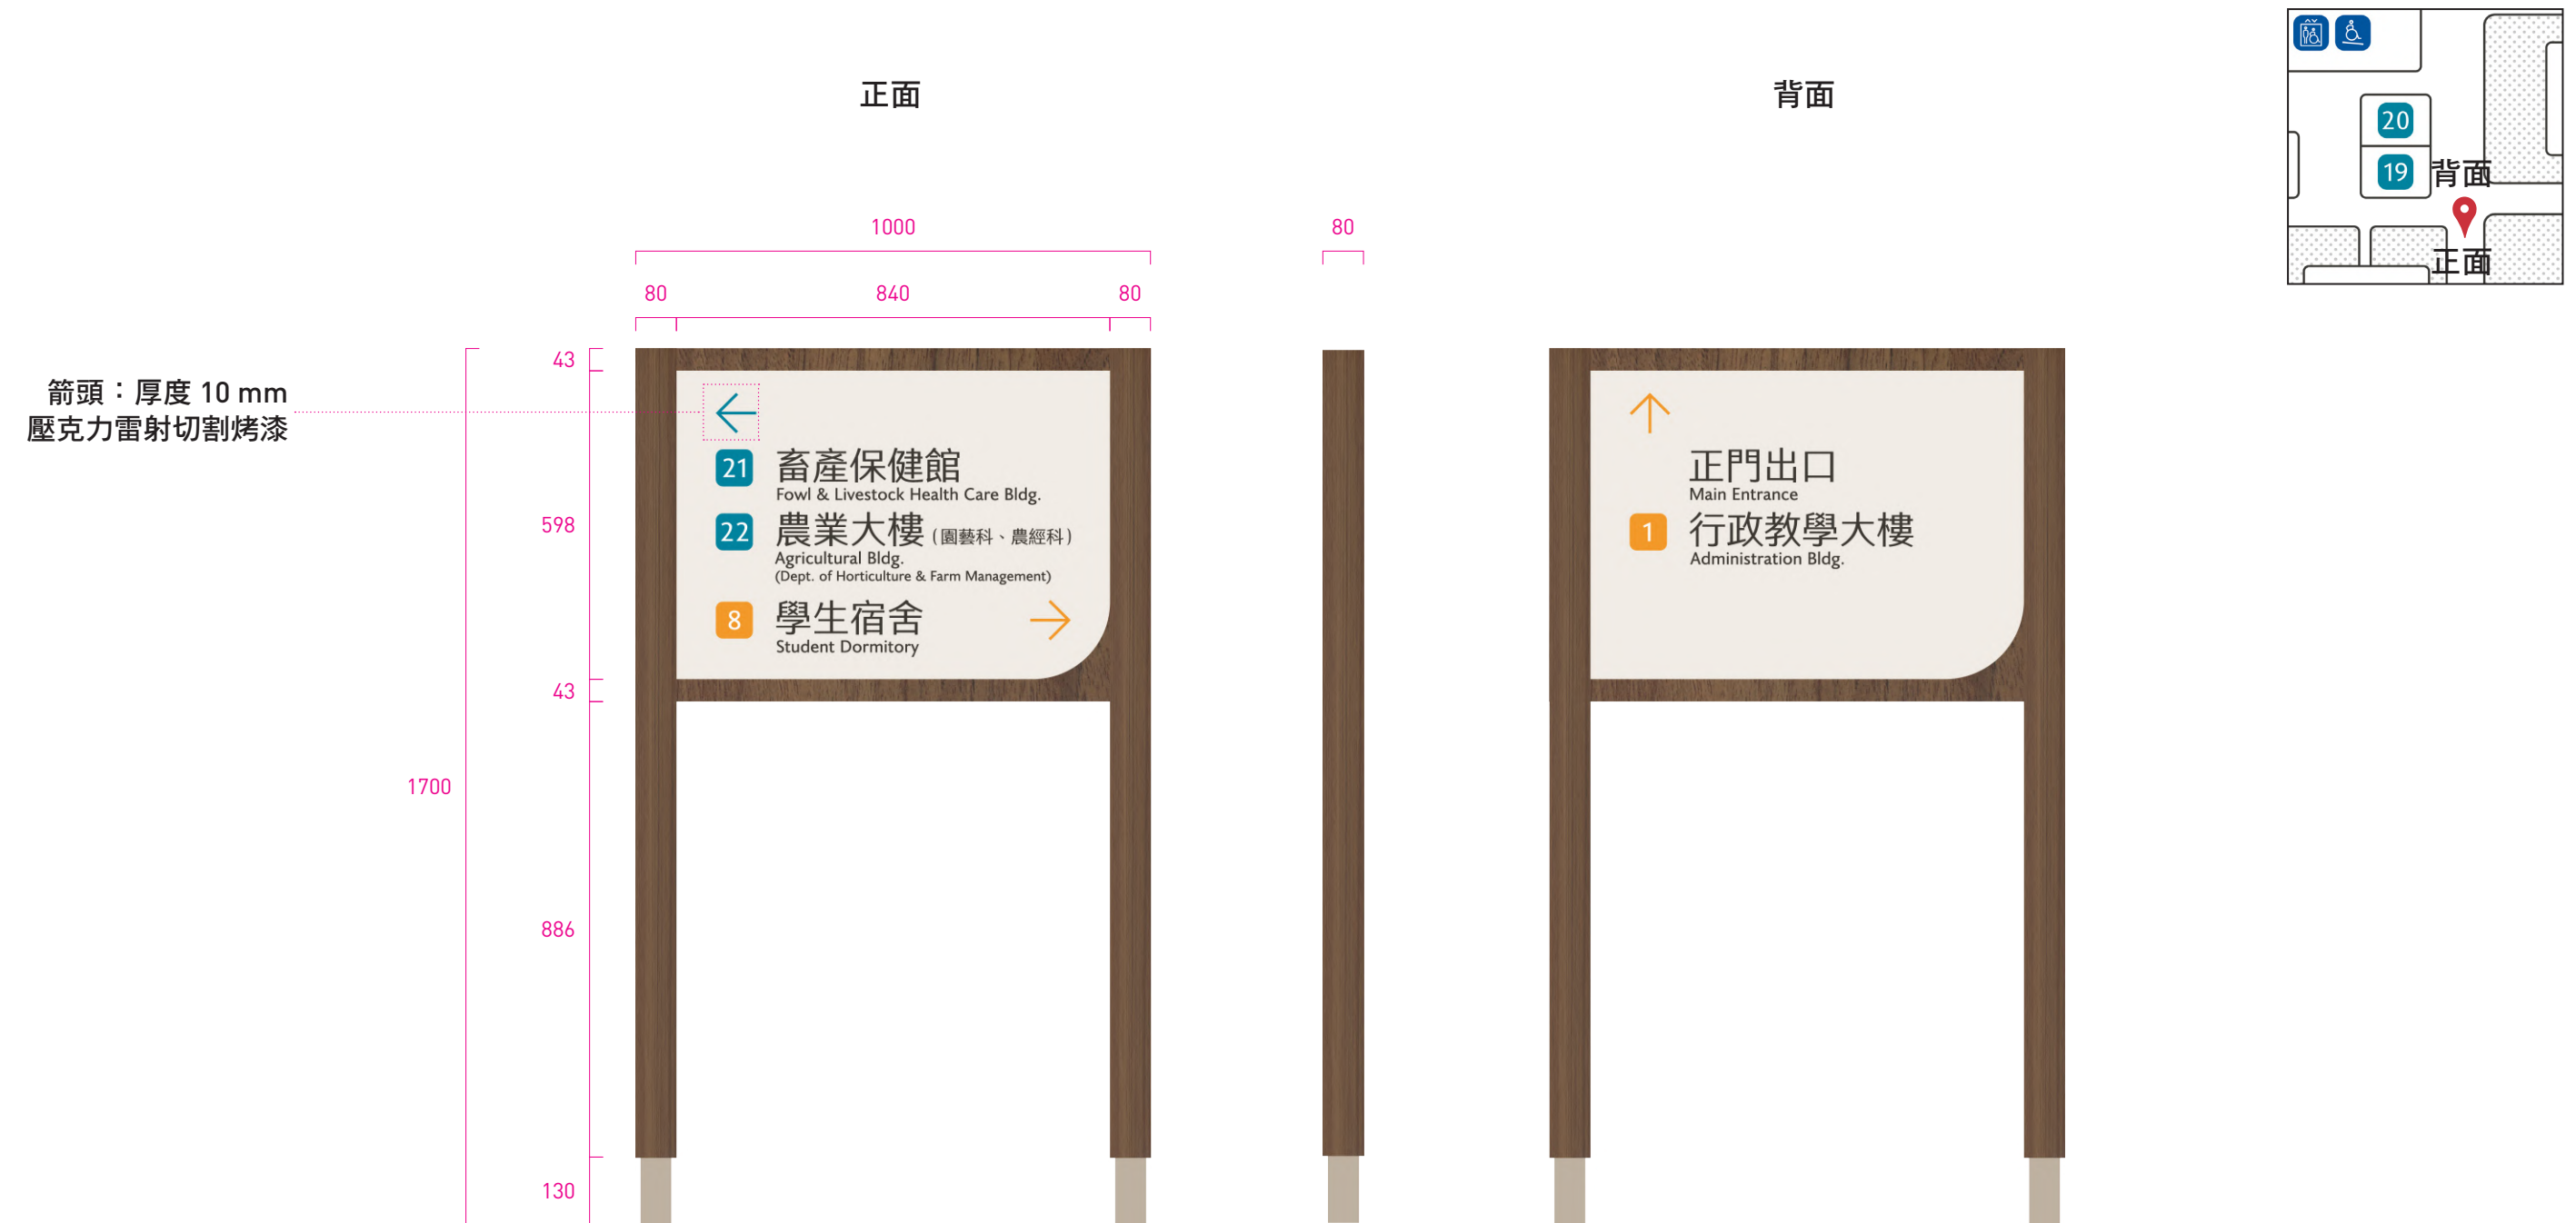 正面
背面
20
19
背面
正面
1000
80
80
840
80
43
598
43
1700
886
130
箭頭：厚度 10 mm
壓克力雷射切割烤漆
21 畜產保健館
Fowl & Livestock Health Care Bldg.
22 農業大樓 (園藝科、農經科)
Agricultural Bldg.
(Dept. of Horticulture & Farm Management)
8 學生宿舍
Student Dormitory
正門出口
Main Entrance
1 行政教學大樓
Administration Bldg.